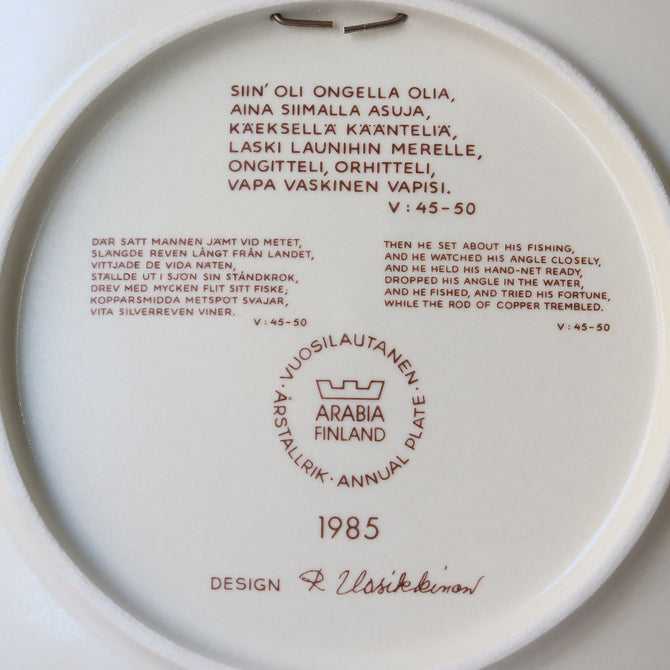 SIIN' OLI ONGELLA OLIA,
AINA SIIMALLA ASUJA,
KÄEKSELLÄ KÄÄNTELIÄ,
LASKI LAUNIHIN MERELLE,
ONGITTELI, ORHITTELI,
VAPA VASKINEN VAPISI.
V : 45-50
DÄR SATT MANNEN JÄMT VID METET,
SLÄNGDE REVEN LÅNGT FRÅN LANDET,
VITTJADE DE VIDA NÄTEN,
STÄLLDE UT I SJÖN SIN STÅNDKROK,
DREV MED MYCKEN FLIT SITT FISKE;
KOPPARSMIDDA METSPÖT SVAJAR,
VITA SILVERREVEN VINER.
V : 45-50
THEN HE SET ABOUT HIS FISHING,
AND HE WATCHED HIS ANGLE CLOSELY,
AND HE HELD HIS HAND-NET READY,
DROPPED HIS ANGLE IN THE WATER,
AND HE FISHED, AND TRIED HIS FORTUNE,
WHILE THE ROD OF COPPER TREMBLED.
V : 45-50
· VUOSILAUTANEN ·
ARABIA
FINLAND
ÅRSTALLRIK · ANNUAL PLATE ·
1985
DESIGN R Uosikkinen